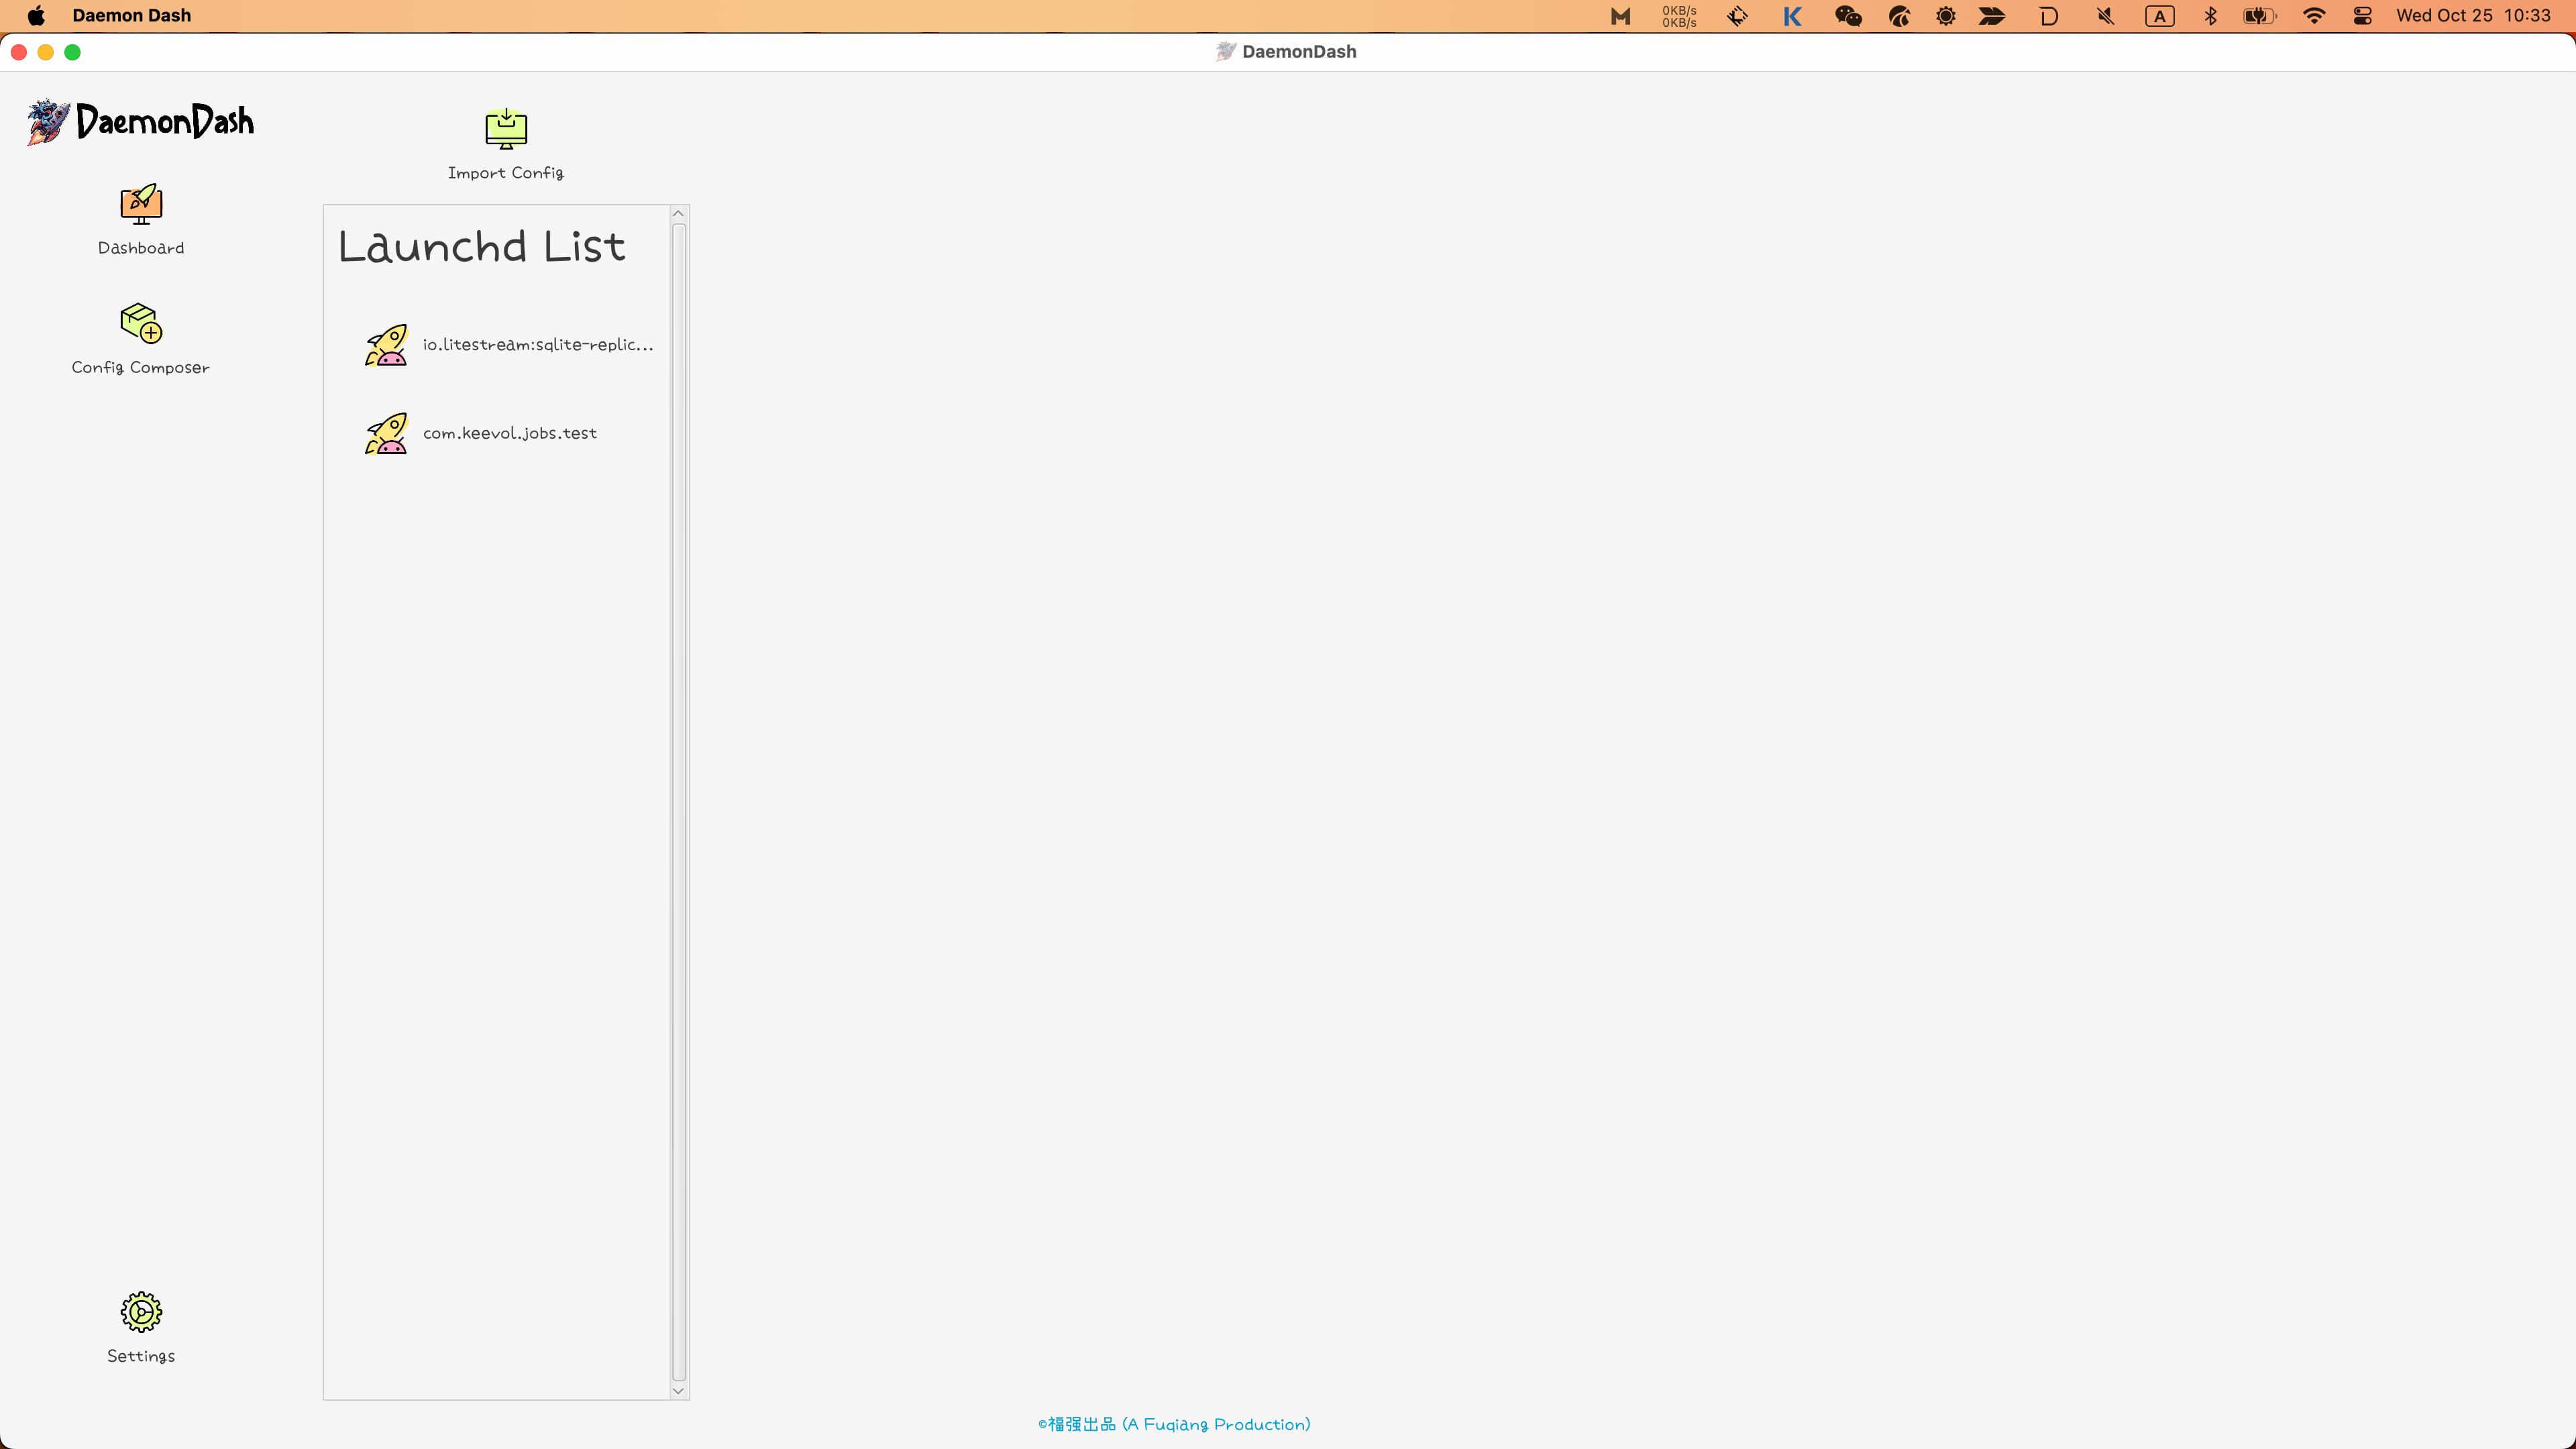 Daemon Dash
0KB/s
0KB/s
A
Wed Oct 25 10:33
DaemonDash
DaemonDash
Dashboard
Config Composer
Settings
Import Config
Launchd List
io.litestream:sqlite-replic...
com.keevol.jobs.test
©福强出品 (A Fuqiang Production)